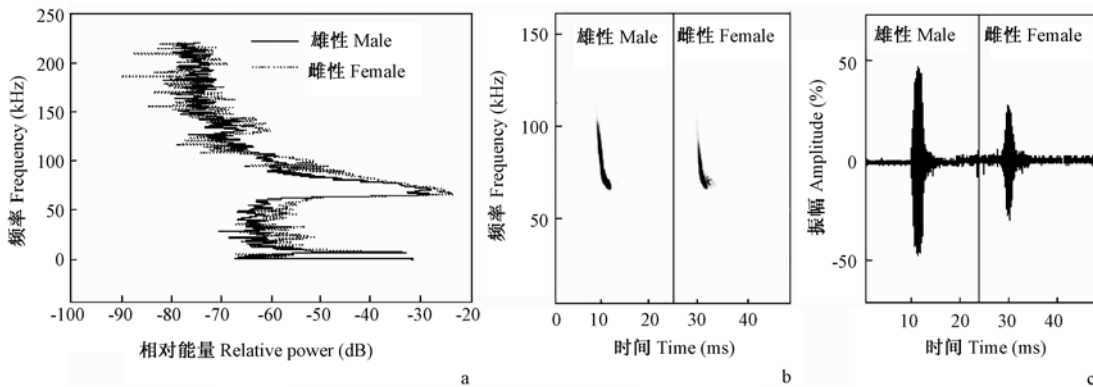 250
200
150
100
50
0
频率 Frequency (kHz)
雄性 Male
雌性 Female
-100 -90 -80 -70 -60 -50 -40 -30 -20
相对能量 Relative power (dB)
a
150
100
50
频率 Frequency (kHz)
雄性 Male
雌性 Female
0 10 20 30 40
时间 Time (ms)
b
50
0
-50
振幅 Amplitude (%)
雄性 Male
雌性 Female
10 20 30 40
时间 Time (ms)
c